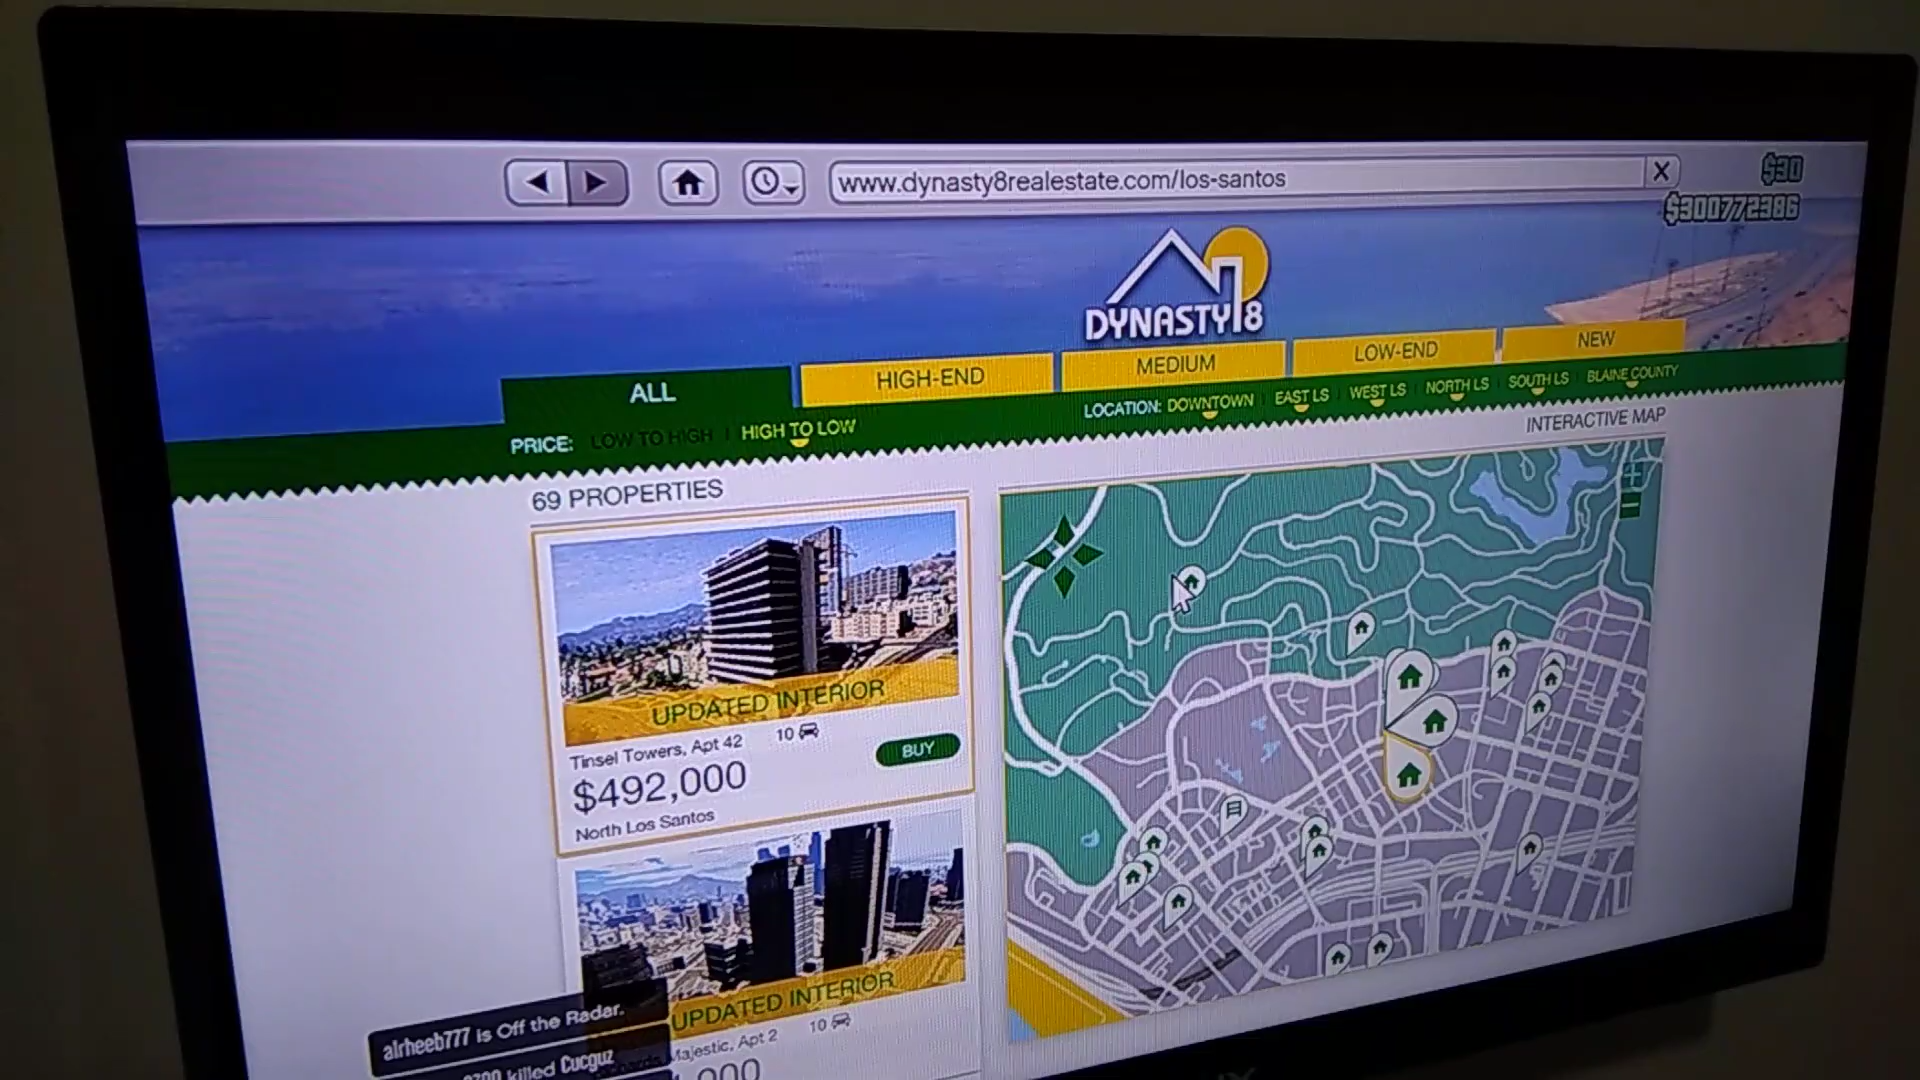 www.dynasty8realestate.com/los-santos
X
$30
$300772386
DYNASTY 8
ALL
HIGH-END
MEDIUM
LOW-END
NEW
PRICE: LOW TO HIGH | HIGH TO LOW
LOCATION: DOWNTOWN EAST LS WEST LS NORTH LS SOUTH LS BLAINE COUNTY
69 PROPERTIES
INTERACTIVE MAP
UPDATED INTERIOR
Tinsel Towers, Apt 42
10
BUY
$492,000
North Los Santos
UPDATED INTERIOR
Majestic, Apt 2
10
,000
alrheeb777 is Off the Radar.
killed Cucguz